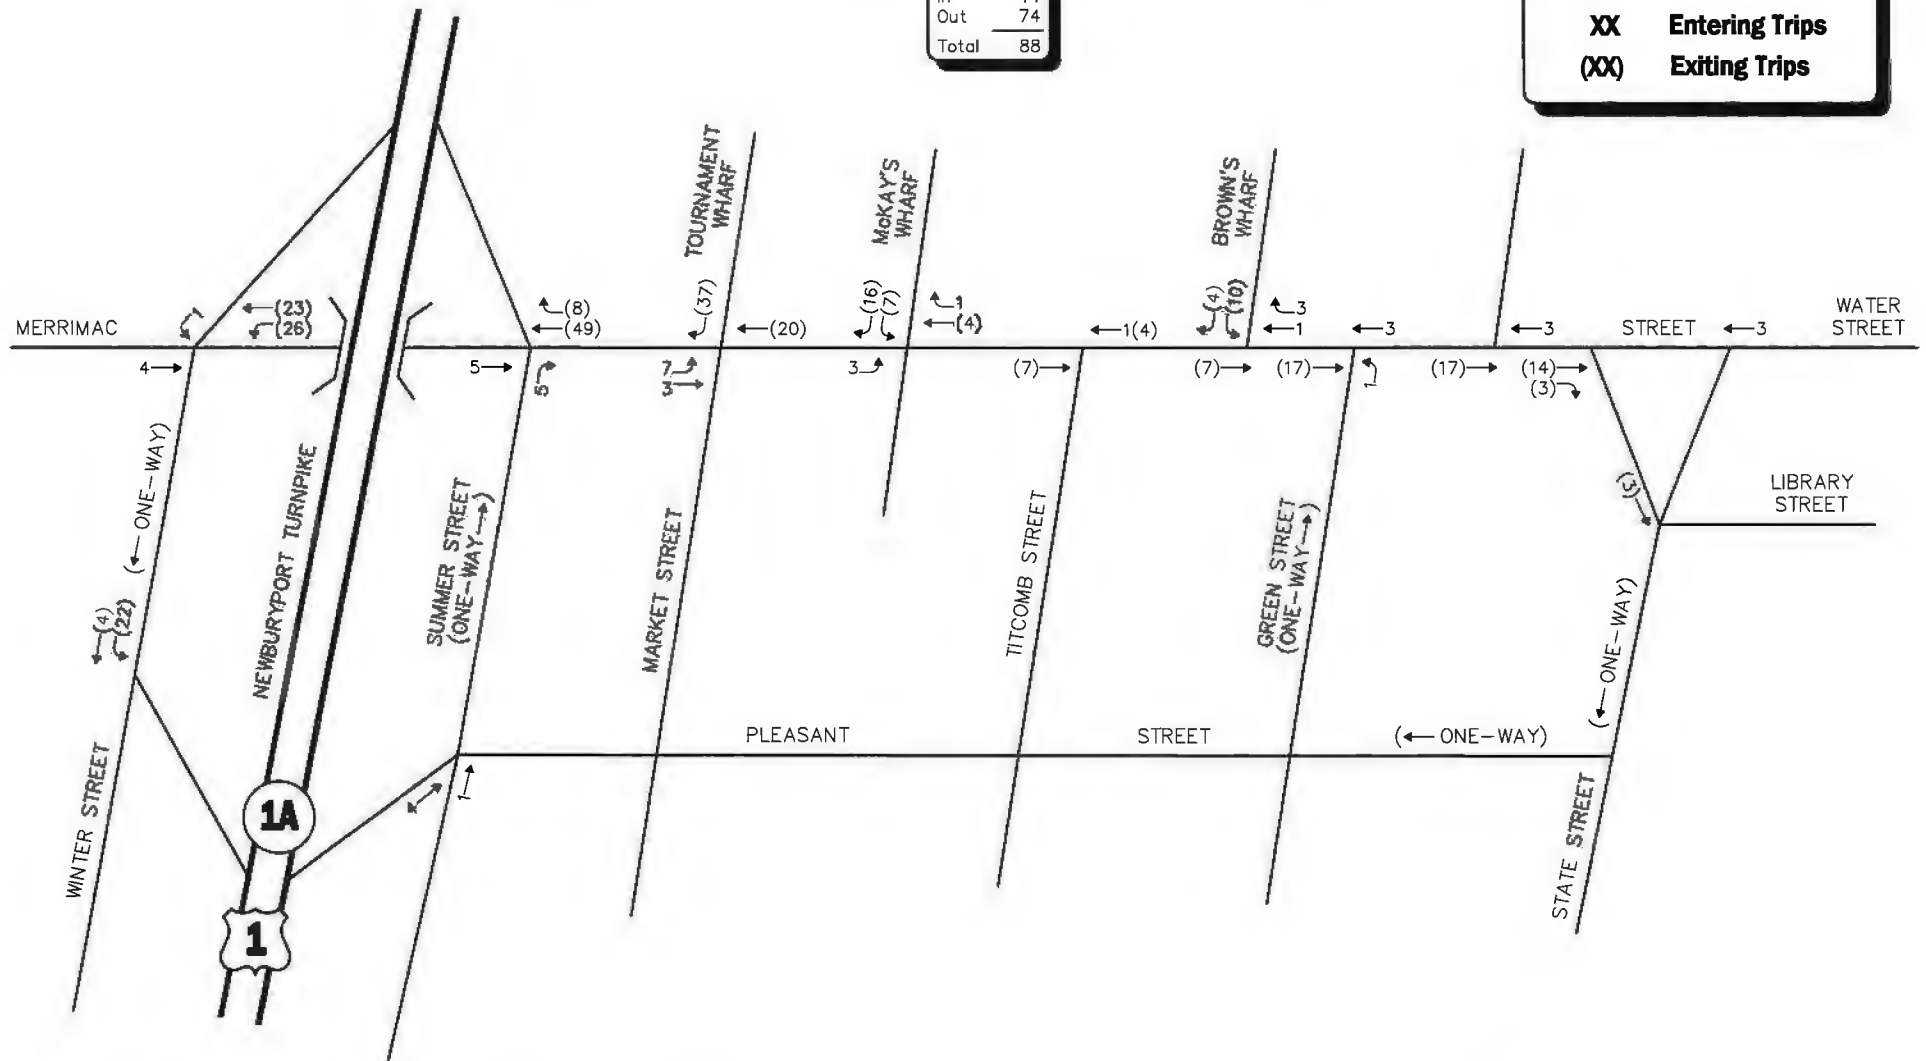 Out 74
Total 88
XX Entering Trips
(XX) Exiting Trips
TOURNAMENT
WHARF
McKAY'S
WHARF
BROWN'S
WHARF
MERRIMAC
STREET
WATER
STREET
1
(23)
(26)
(8)
(49)
(37)
(20)
(16)
(7)
1
(4)
1(4)
(4)
(10)
3
1
3
3
3
4
5
5
7
3
3
(7)
(7)
(17)
1
(17)
(14)
(3)
(3)
LIBRARY
STREET
(← ONE-WAY)
NEWBURYPORT TURNPIKE
SUMMER STREET
(ONE-WAY→)
MARKET STREET
TITCOMB STREET
GREEN STREET
(ONE-WAY→)
(← ONE-WAY)
(4)
(22)
PLEASANT
STREET
(← ONE-WAY)
WINTER STREET
1
STATE STREET
1A
1